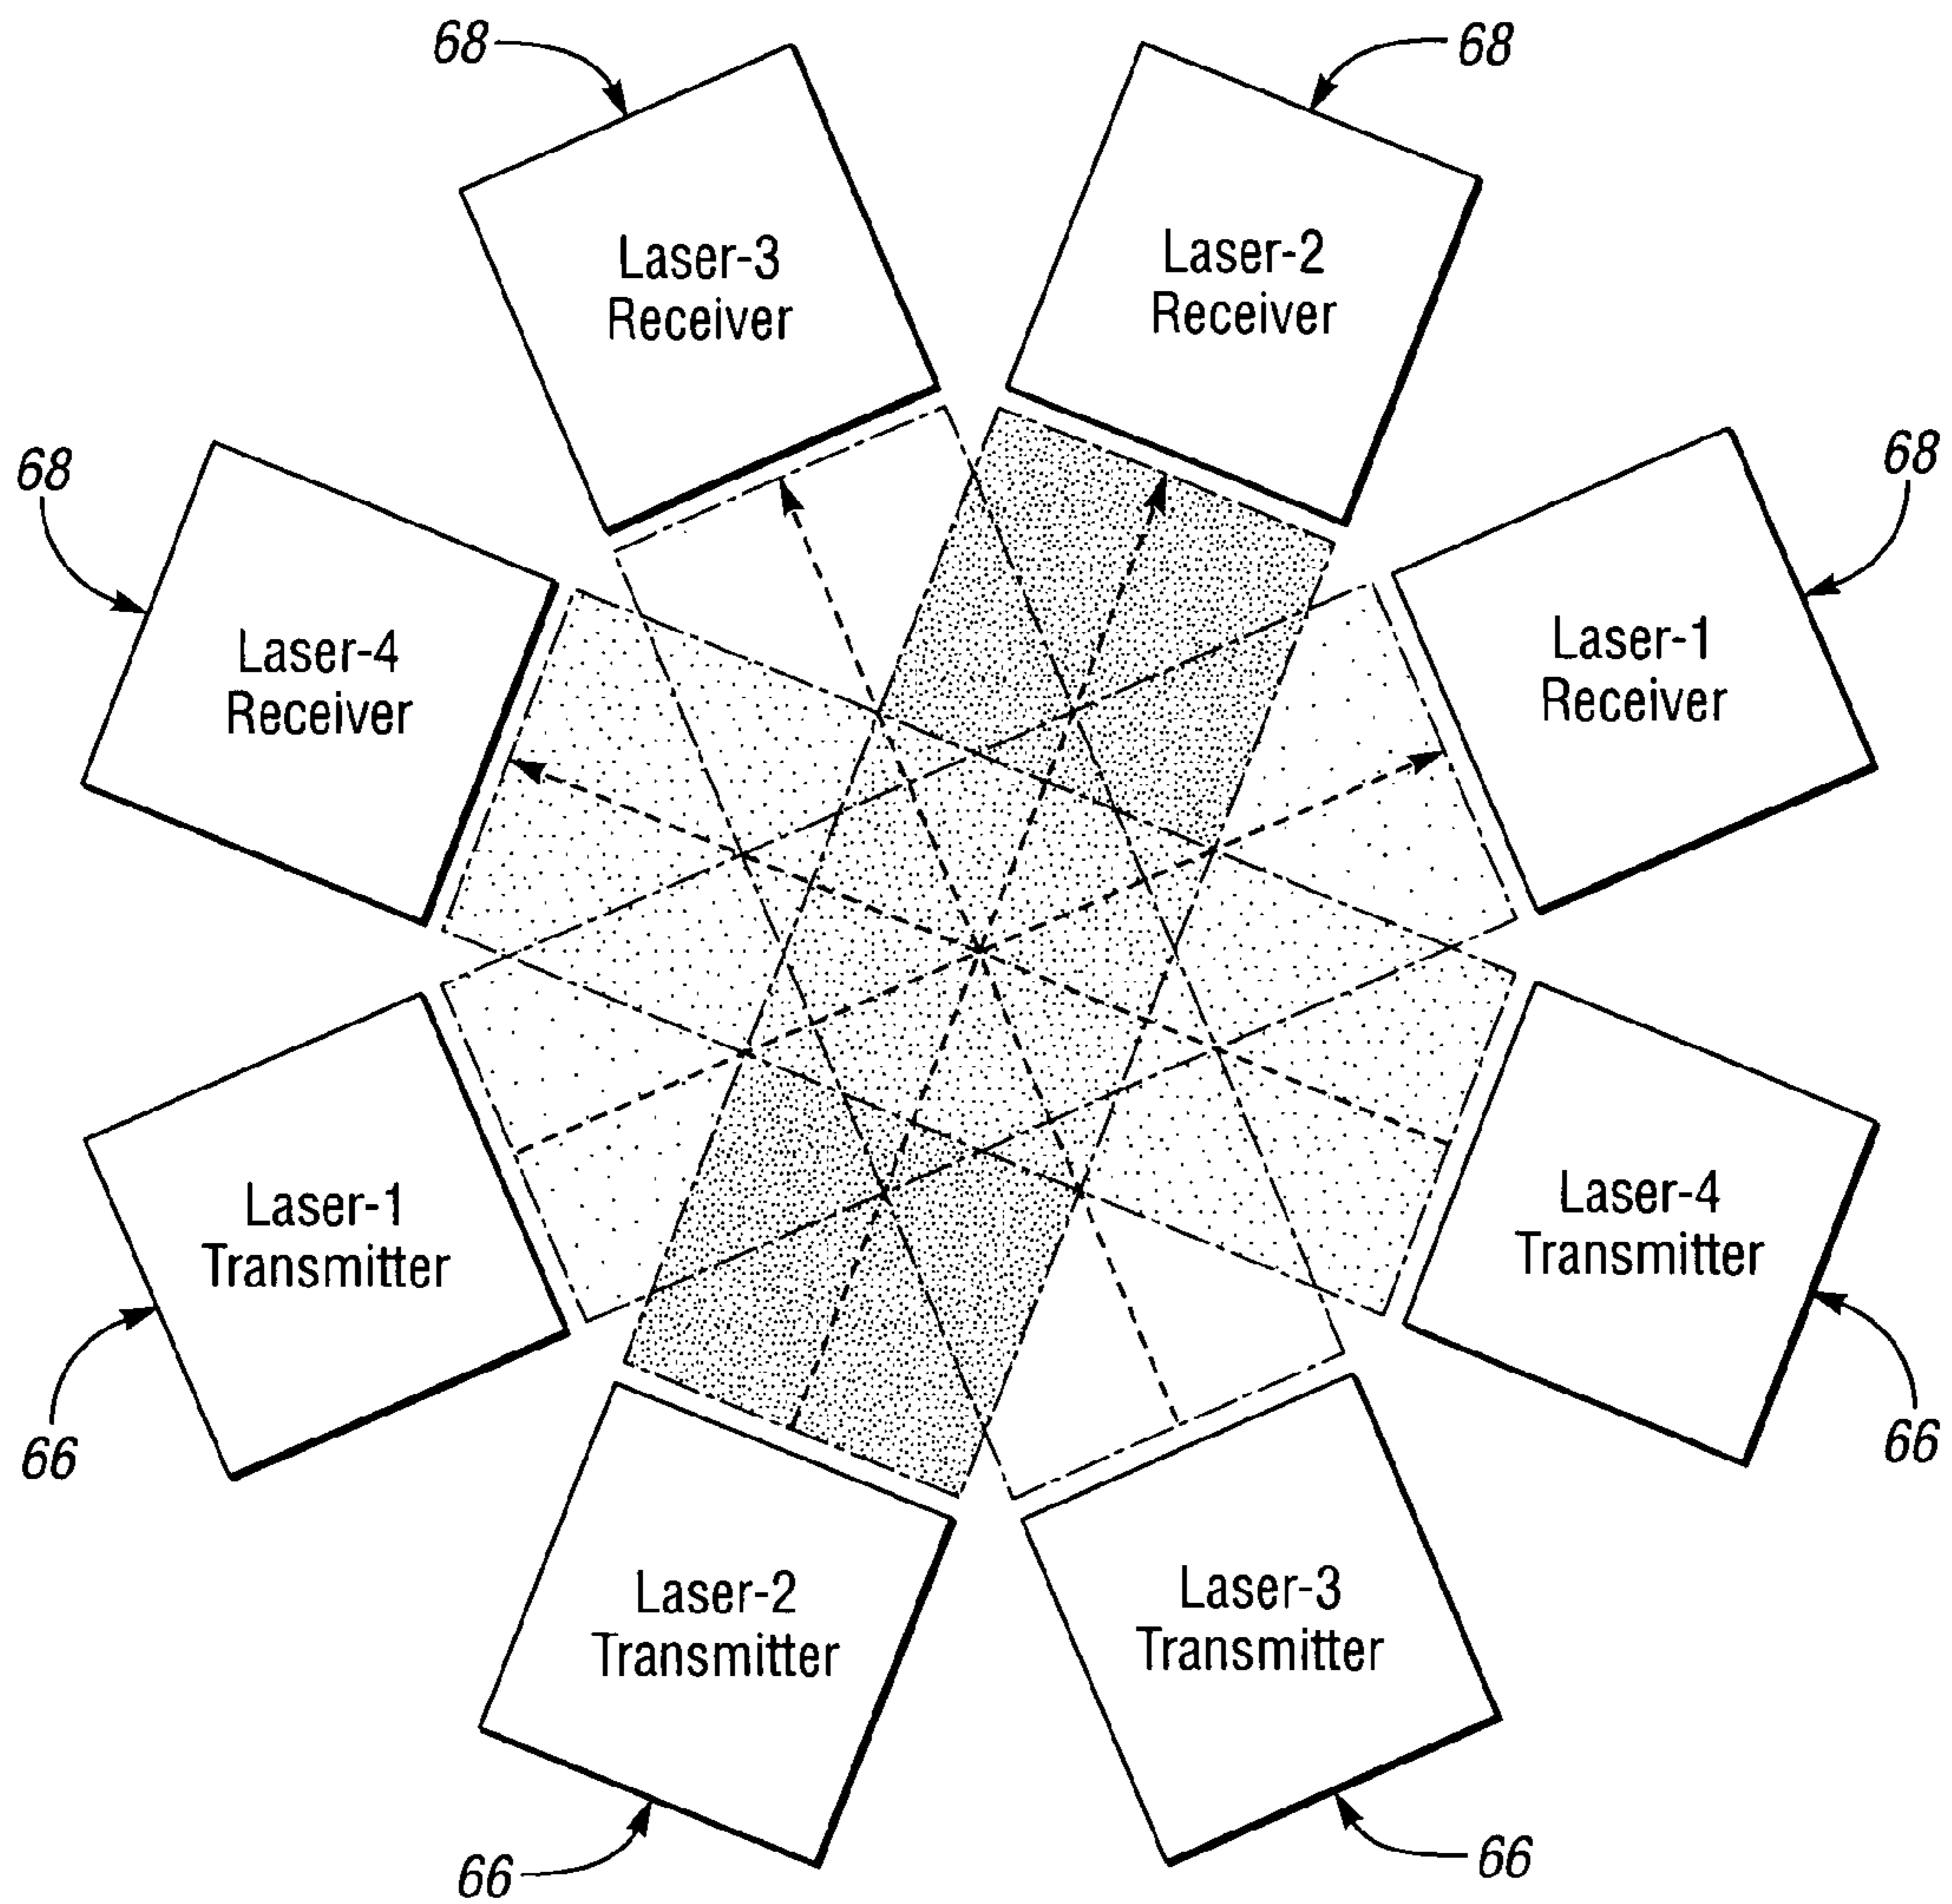 68
68
Laser-3
Receiver
Laser-2
Receiver
68
68
Laser-4
Receiver
Laser-1
Receiver
Laser-1
Transmitter
Laser-4
Transmitter
66
66
Laser-2
Transmitter
Laser-3
Transmitter
66
66